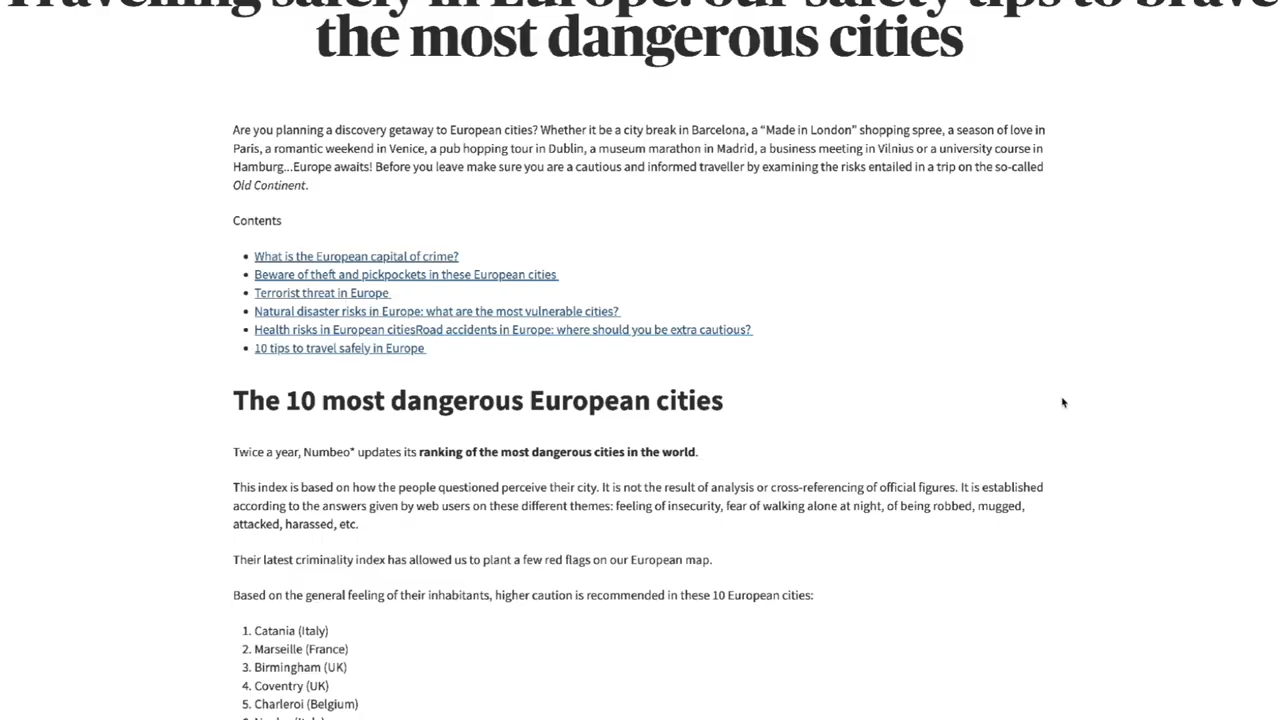 Travelling safely in Europe: our safety tips to brave
the most dangerous cities
Are you planning a discovery getaway to European cities? Whether it be a city break in Barcelona, a “Made in London” shopping spree, a season of love in
Paris, a romantic weekend in Venice, a pub hopping tour in Dublin, a museum marathon in Madrid, a business meeting in Vilnius or a university course in
Hamburg...Europe awaits! Before you leave make sure you are a cautious and informed traveller by examining the risks entailed in a trip on the so-called
Old Continent.
Contents
• What is the European capital of crime?
• Beware of theft and pickpockets in these European cities
• Terrorist threat in Europe
• Natural disaster risks in Europe: what are the most vulnerable cities?
• Health risks in European citiesRoad accidents in Europe: where should you be extra cautious?
• 10 tips to travel safely in Europe
The 10 most dangerous European cities
Twice a year, Numbeo* updates its ranking of the most dangerous cities in the world.
This index is based on how the people questioned perceive their city. It is not the result of analysis or cross-referencing of official figures. It is established
according to the answers given by web users on these different themes: feeling of insecurity, fear of walking alone at night, of being robbed, mugged,
attacked, harassed, etc.
Their latest criminality index has allowed us to plant a few red flags on our European map.
Based on the general feeling of their inhabitants, higher caution is recommended in these 10 European cities:
1. Catania (Italy)
2. Marseille (France)
3. Birmingham (UK)
4. Coventry (UK)
5. Charleroi (Belgium)